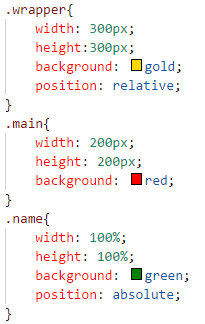 .wrapper{
width: 300px;
height:300px;
background: gold;
position: relative;
}
.main{
width: 200px;
height: 200px;
background: red;
}
.name{
width: 100%;
height: 100%;
background: green;
position: absolute;
}